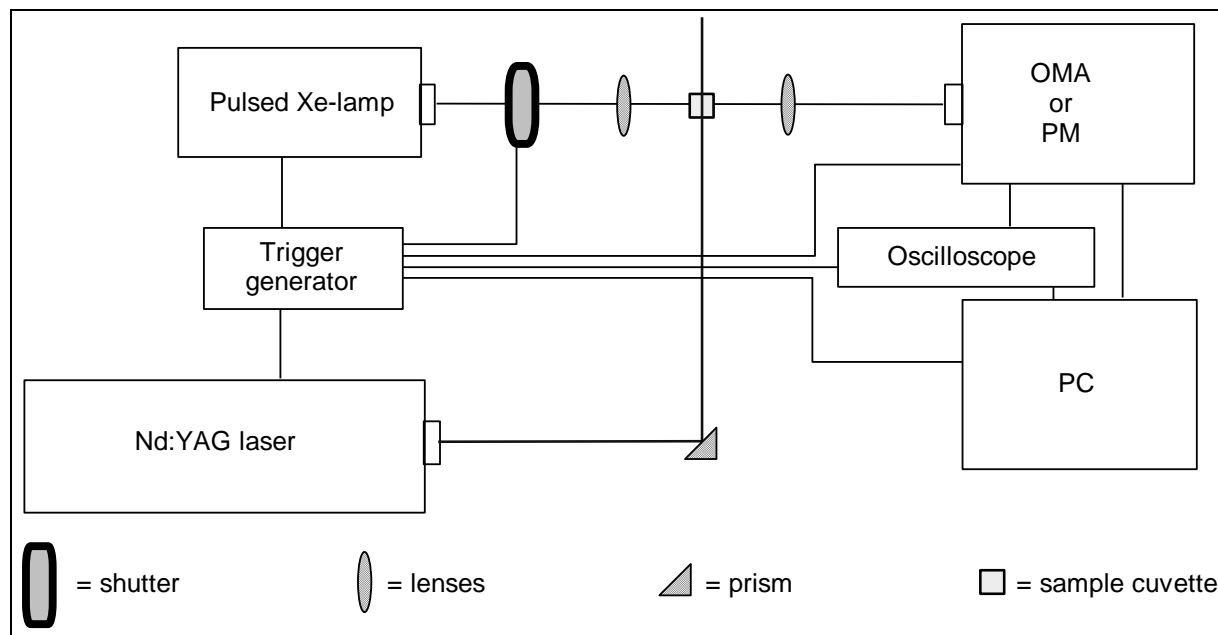 Pulsed Xe-lamp
OMA
or
PM
Trigger
generator
Oscilloscope
PC
Nd:YAG laser
= shutter
= lenses
= prism
= sample cuvette